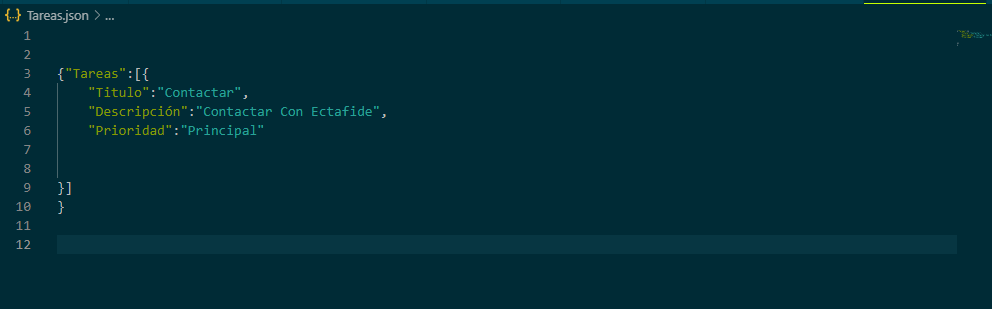 {..} Tareas.json > ...
1
2
3 {"Tareas":[{
4 "Titulo":"Contactar",
5 "Descripción":"Contactar Con Ectafide",
6 "Prioridad":"Principal"
7
8
9 }]
10 }
11
12